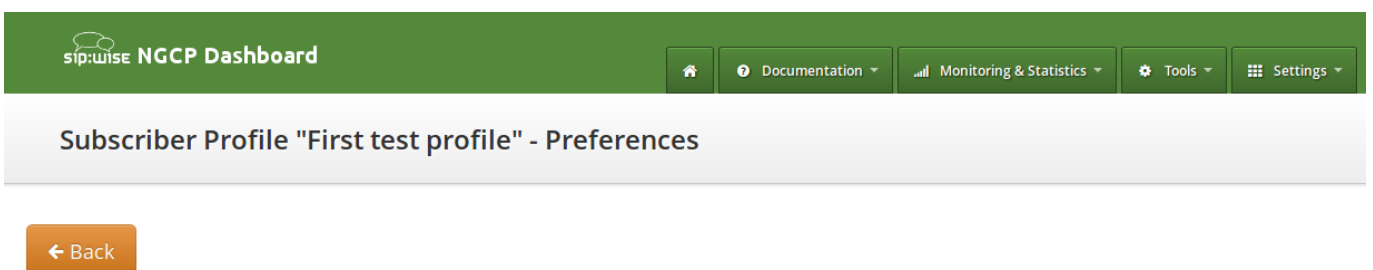 sip:wise NGCP Dashboard
Documentation Monitoring & Statistics Tools Settings
Subscriber Profile "First test profile" - Preferences
Back